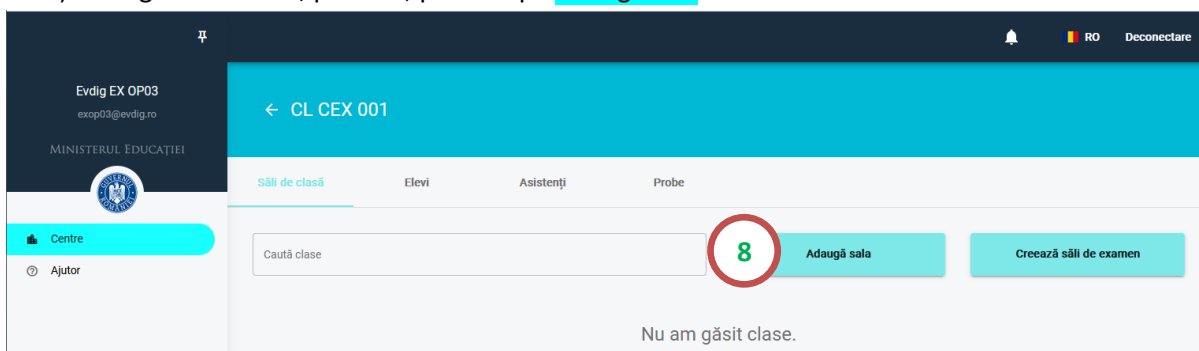 RO Deconectare
Evdig EX OP03
exop03@evdig.ro
MINISTERUL EDUCAȚIEI
← CL CEX 001
Săli de clasă Elevi Asistenți Probe
Centre
Ajutor
Caută clase
8
Adaugă sala
Creează săli de examen
Nu am găsit clase.